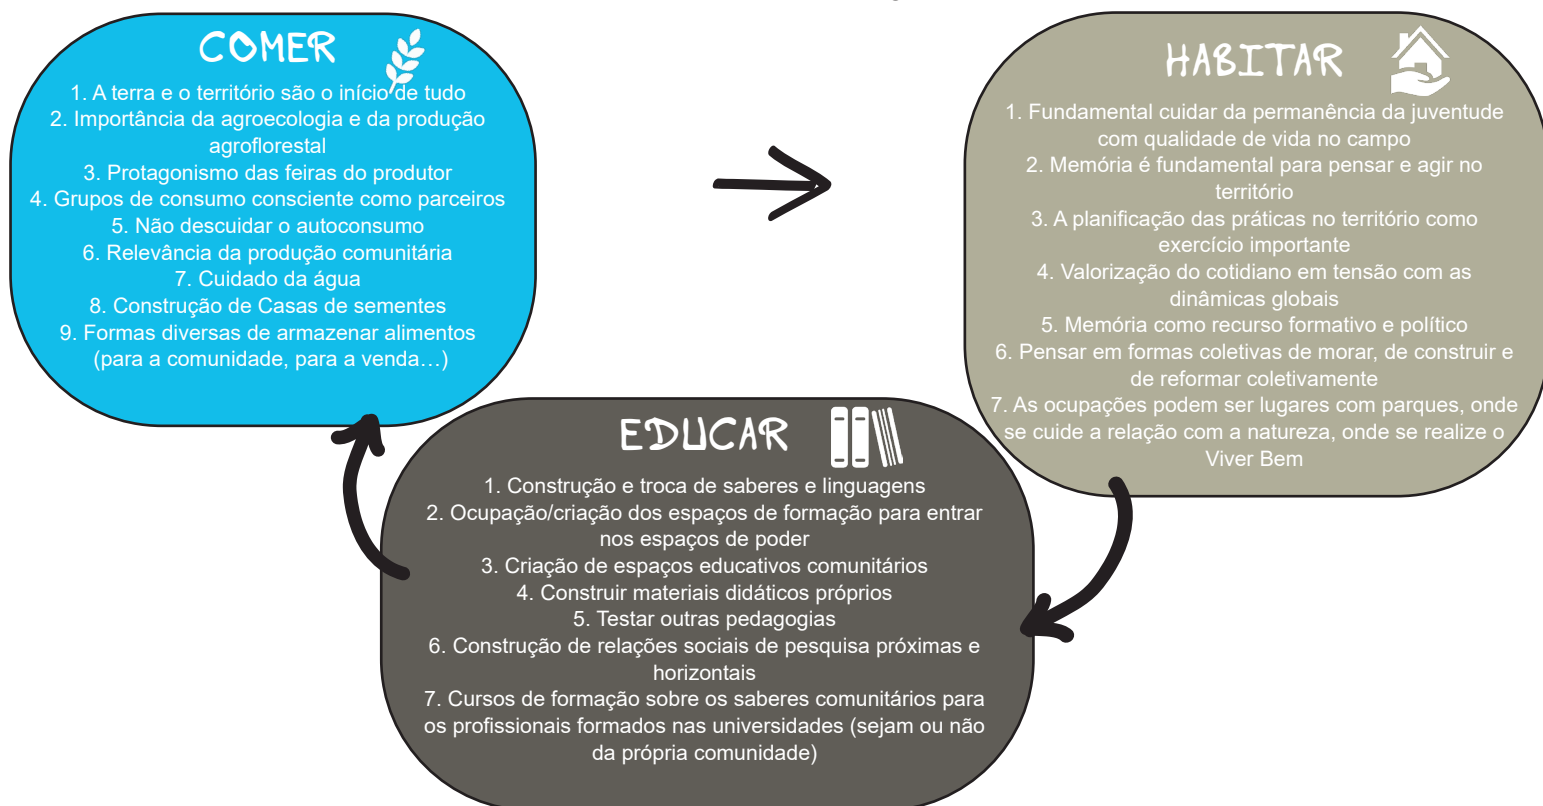 COMER
1. A terra e o território são o início de tudo
2. Importância da agroecologia e da produção
agroflorestal
3. Protagonismo das feiras do produtor
4. Grupos de consumo consciente como parceiros
5. Não descuidar o autoconsumo
6. Relevância da produção comunitária
7. Cuidado da água
8. Construção de Casas de sementes
9. Formas diversas de armazenar alimentos
(para a comunidade, para a venda…)
HABITAR
1. Fundamental cuidar da permanência da juventude
com qualidade de vida no campo
2. Memória é fundamental para pensar e agir no
território
3. A planificação das práticas no território como
exercício importante
4. Valorização do cotidiano em tensão com as
dinâmicas globais
5. Memória como recurso formativo e político
6. Pensar em formas coletivas de morar, de construir e
de reformar coletivamente
7. As ocupações podem ser lugares com parques, onde
se cuide a relação com a natureza, onde se realize o
Viver Bem
EDUCAR
1. Construção e troca de saberes e linguagens
2. Ocupação/criação dos espaços de formação para entrar
nos espaços de poder
3. Criação de espaços educativos comunitários
4. Construir materiais didáticos próprios
5. Testar outras pedagogias
6. Construção de relações sociais de pesquisa próximas e
horizontais
7. Cursos de formação sobre os saberes comunitários para
os profissionais formados nas universidades (sejam ou não
da própria comunidade)